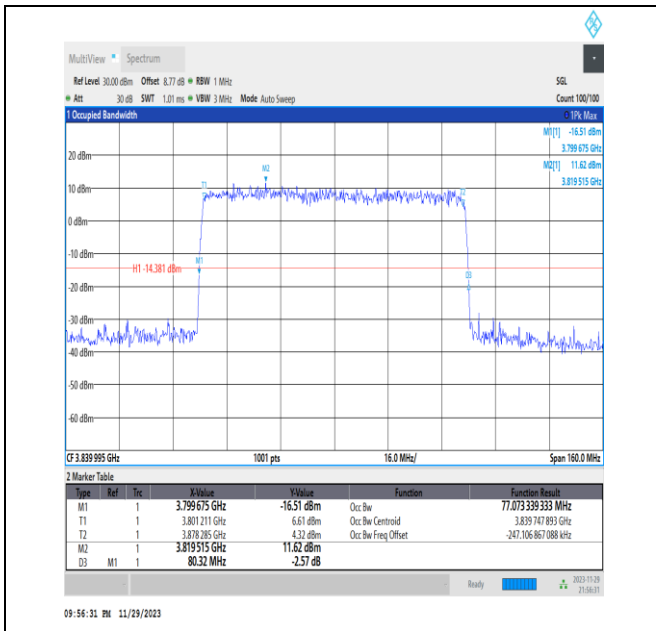 MultiView Spectrum
Ref Level 30.00 dBm Offset 8.77 dB RBW 1 MHz SGL
Att 30 dB SWT 1.01 ms VBW 3 MHz Mode Auto Sweep Count 100/100
1 Occupied Bandwidth 1Pk Max
M1[1] -16.51 dBm
3.799 675 GHz
M2[1] 11.62 dBm
3.819 515 GHz
20 dBm
M2
T1
T2
10 dBm
0 dBm
-10 dBm
M1
H1 -14.381 dBm
D3
-20 dBm
-30 dBm
-40 dBm
-50 dBm
-60 dBm
CF 3.839 995 GHz 1001 pts 16.0 MHz/ Span 160.0 MHz
2 Marker Table
Type Ref Trc X-Value Y-Value Function Function Result
M1 1 3.799 675 GHz -16.51 dBm Occ Bw 77.073 339 333 MHz
T1 1 3.801 211 GHz 6.61 dBm Occ Bw Centroid 3.839 747 893 GHz
T2 1 3.878 285 GHz 4.32 dBm Occ Bw Freq Offset -247.106 867 088 kHz
M2 1 3.819 515 GHz 11.62 dBm
D3 M1 1 80.32 MHz -2.57 dB
Ready 2023-11-29
21:56:31
09:56:31 PM 11/29/2023